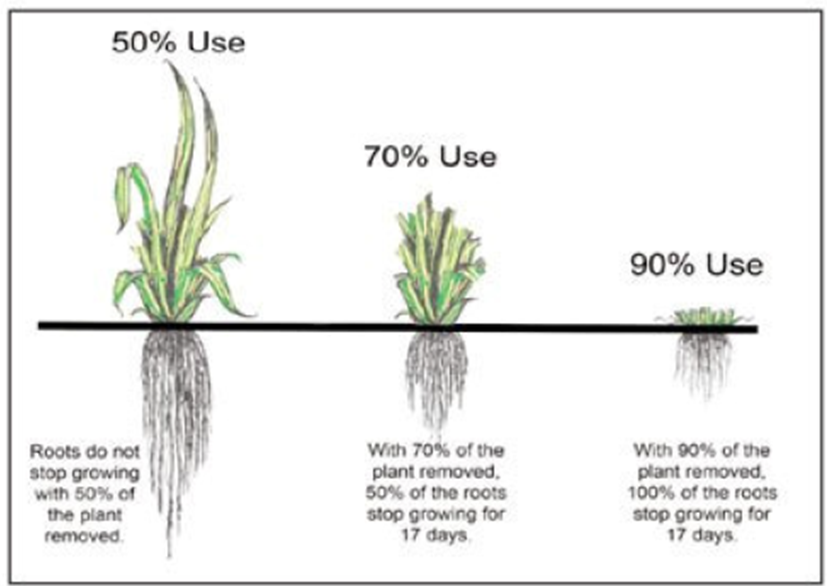 50% Use
70% Use
90% Use
Roots do not
stop growing
with 50% of
the plant
removed.
With 70% of the
plant removed,
50% of the roots
stop growing for
17 days.
With 90% of the
plant removed,
100% of the roots
stop growing for
17 days.